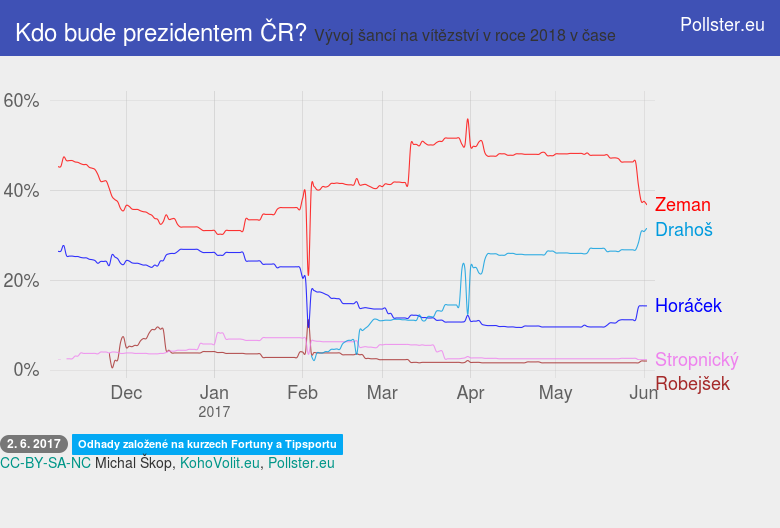 Kdo bude prezidentem ČR? Vývoj šancí na vítězství v roce 2018 v čase
Pollster.eu
60%
40%
20%
0%
Zeman
Drahoš
Horáček
Stropnický
Robejšek
Dec Jan Feb Mar Apr May Jun
2017
2. 6. 2017 Odhady založené na kurzech Fortuny a Tipsportu
CC-BY-SA-NC Michal Škop, KohoVolit.eu, Pollster.eu